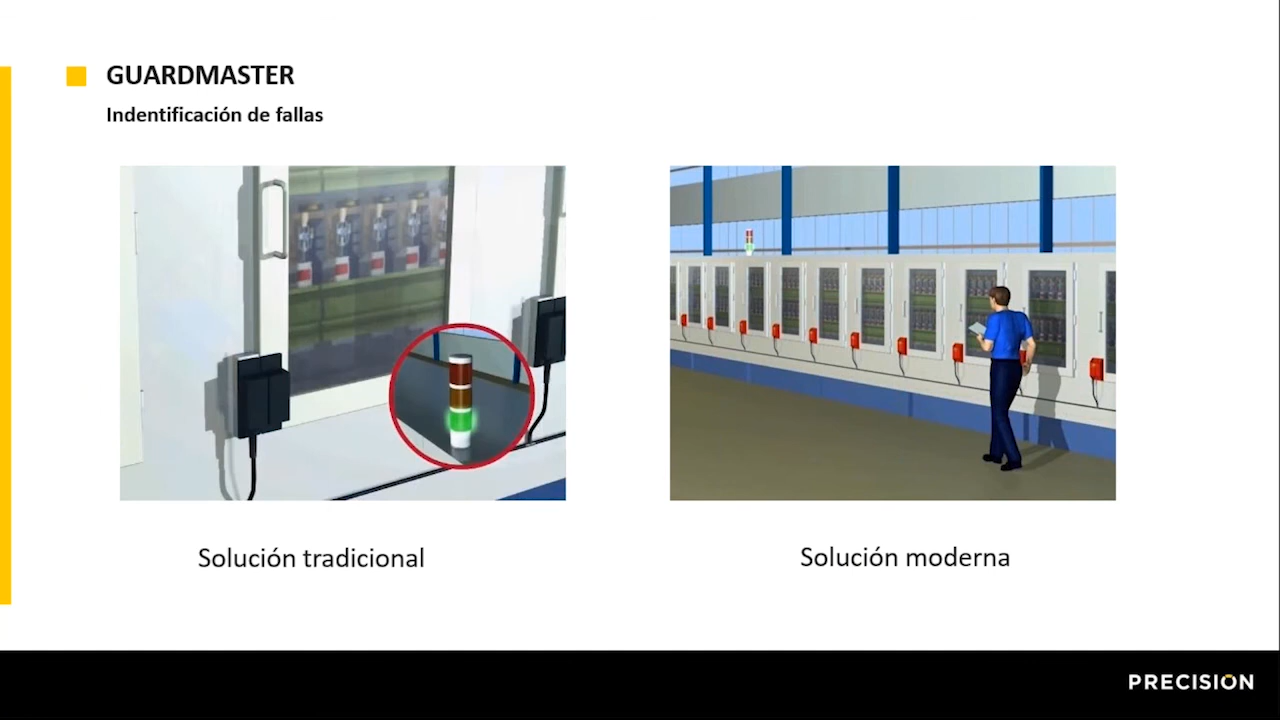 GUARDMASTER
Indentificación de fallas
Solución tradicional
Solución moderna
PRECISION